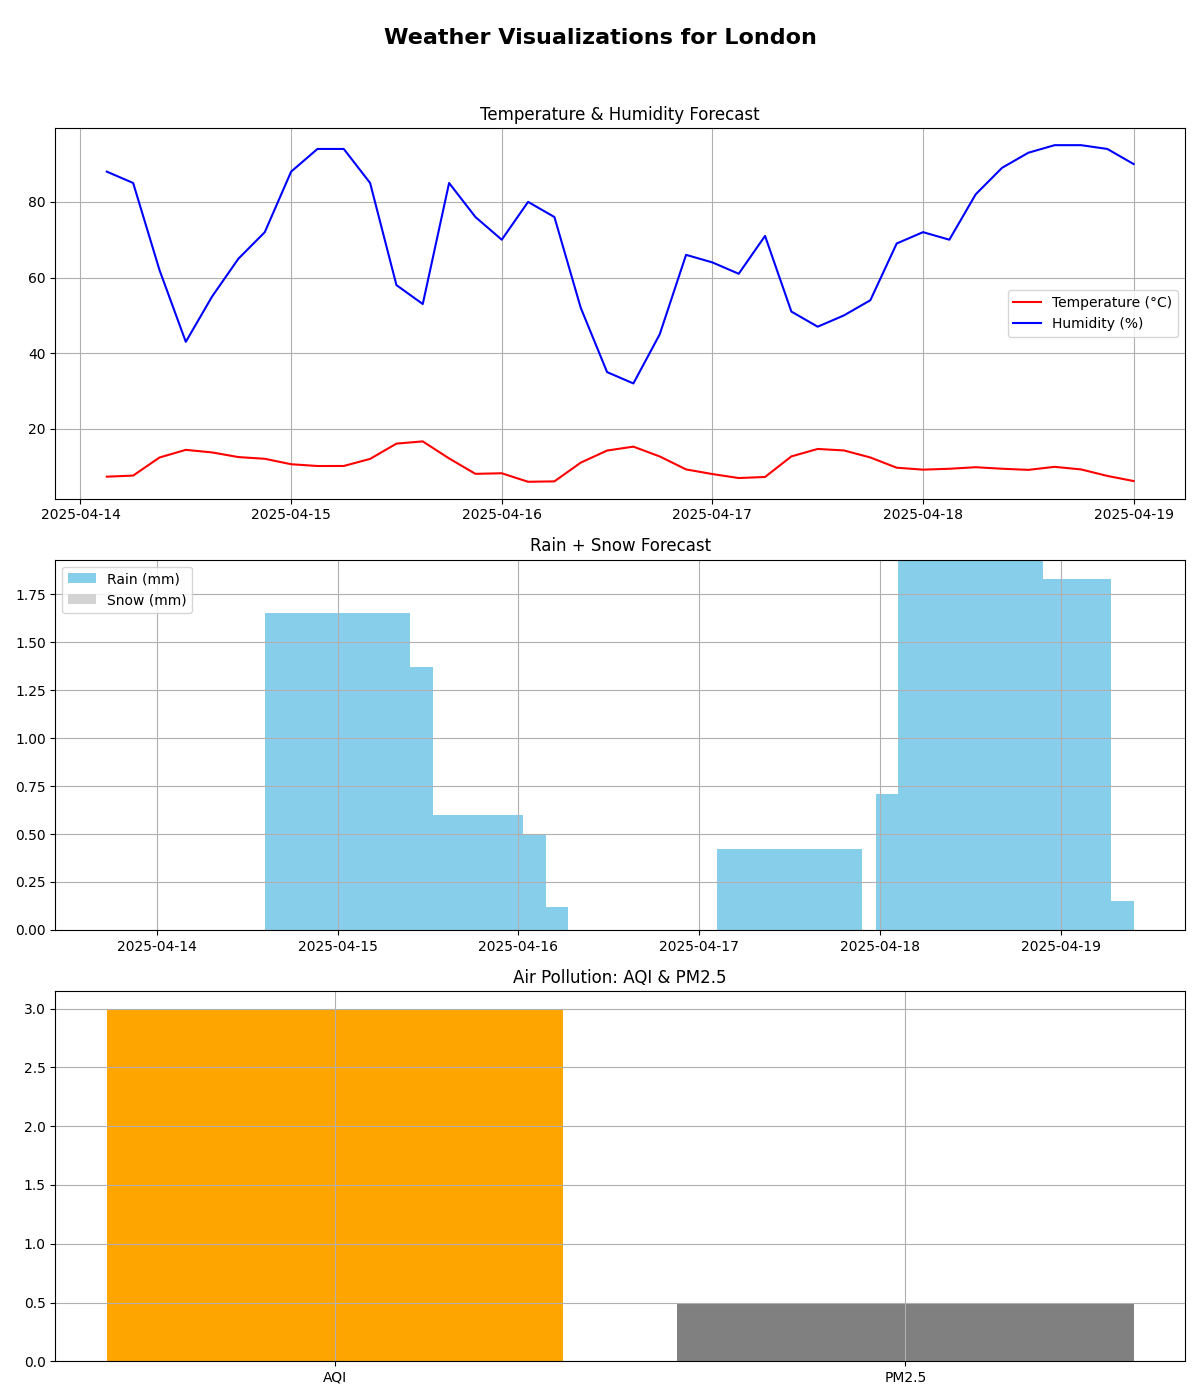 Weather Visualizations for London
Temperature & Humidity Forecast
80
60
40
20
Temperature (°C)
Humidity (%)
2025-04-14 2025-04-15 2025-04-16 2025-04-17 2025-04-18 2025-04-19
Rain + Snow Forecast
Rain (mm)
Snow (mm)
1.75
1.50
1.25
1.00
0.75
0.50
0.25
0.00
2025-04-14 2025-04-15 2025-04-16 2025-04-17 2025-04-18 2025-04-19
Air Pollution: AQI & PM2.5
3.0
2.5
2.0
1.5
1.0
0.5
0.0
AQI PM2.5